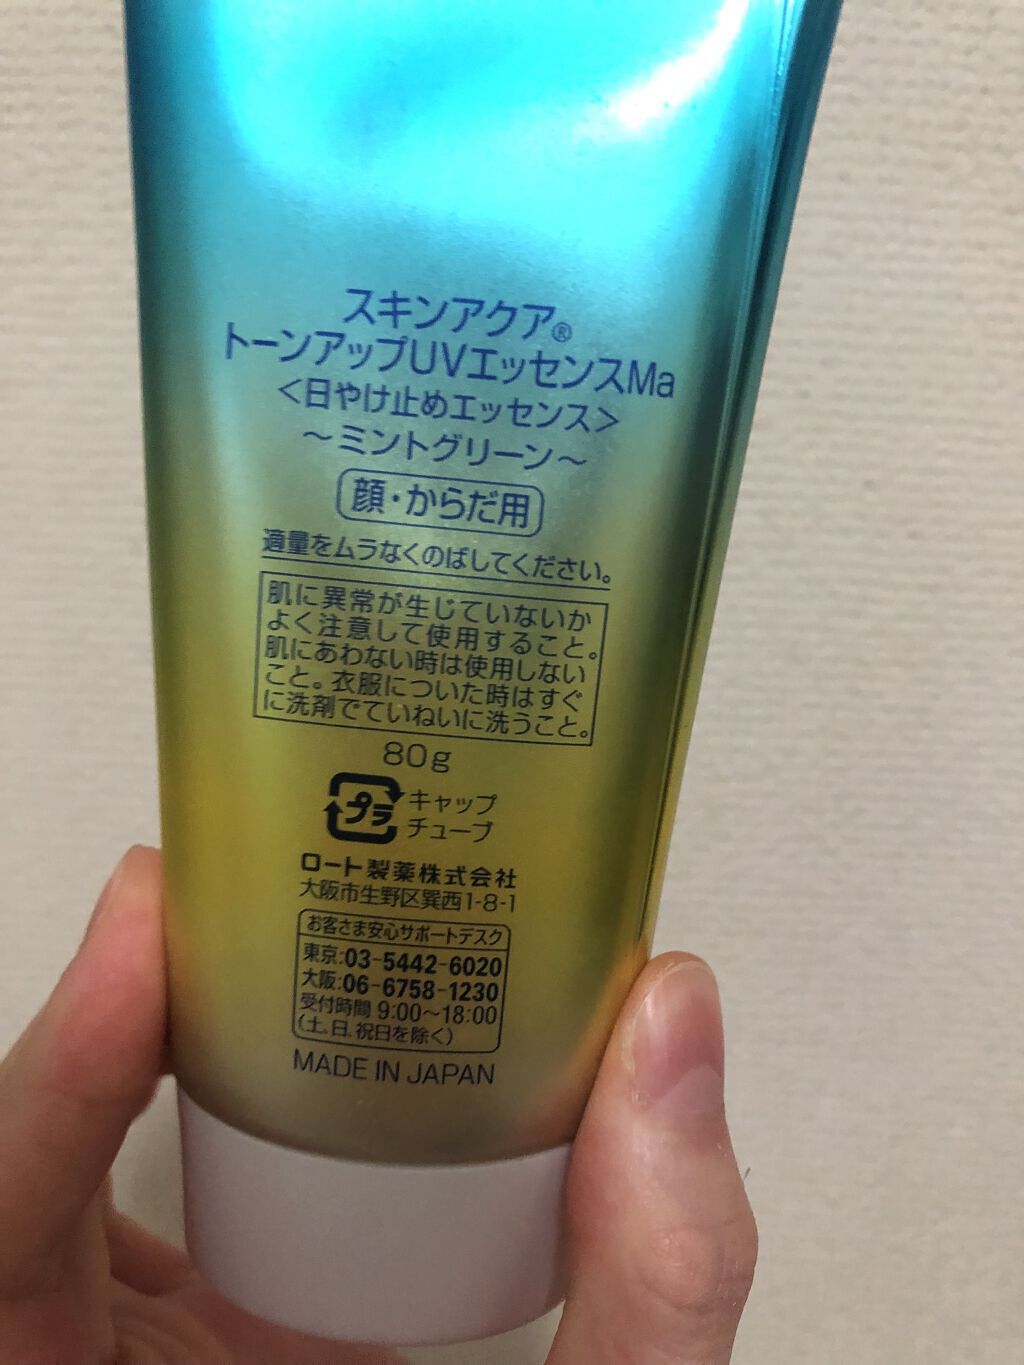 スキンアクア®
トーンアップUVエッセンスMa
<日やけ止めエッセンス>
~ミントグリーン~
顔・からだ用
適量をムラなくのばしてください。
肌に異常が生じていないか
よく注意して使用すること。
肌にあわない時は使用しない
こと。衣服についた時はすぐ
に洗剤でていねいに洗うこと。
80g
プラ
キャップ
チューブ
ロート製薬株式会社
大阪市生野区巽西1-8-1
お客さま安心サポートデスク
東京:03-5442-6020
大阪:06-6758-1230
受付時間 9:00~18:00
(土、日、祝日を除く)
MADE IN JAPAN